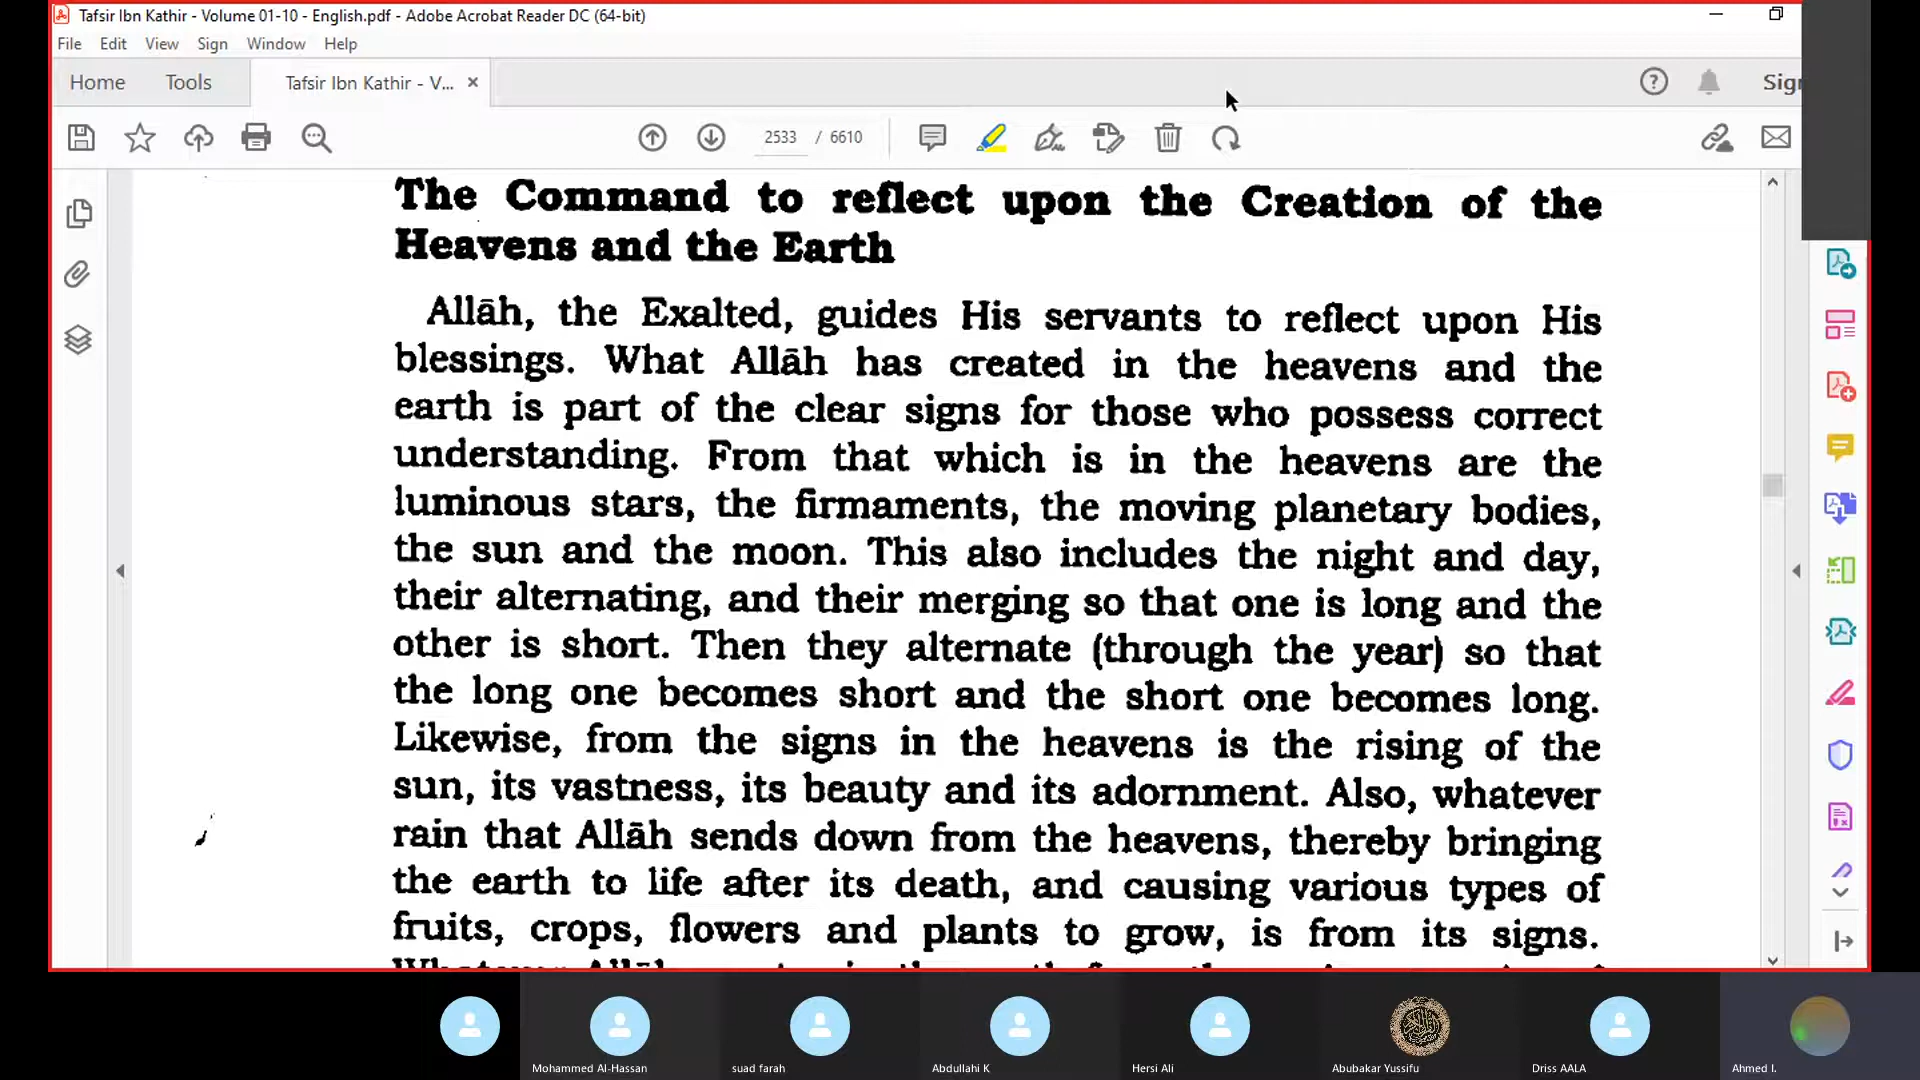 Tafsir Ibn Kathir - Volume 01-10 - English.pdf - Adobe Acrobat Reader DC (64-bit)
File Edit View Sign Window Help
Home Tools Tafsir Ibn Kathir - V... Sign
2533 / 6610
The Command to reflect upon the Creation of the
Heavens and the Earth
Allāh, the Exalted, guides His servants to reflect upon His
blessings. What Allāh has created in the heavens and the
earth is part of the clear signs for those who possess correct
understanding. From that which is in the heavens are the
luminous stars, the firmaments, the moving planetary bodies,
the sun and the moon. This also includes the night and day,
their alternating, and their merging so that one is long and the
other is short. Then they alternate (through the year) so that
the long one becomes short and the short one becomes long.
Likewise, from the signs in the heavens is the rising of the
sun, its vastness, its beauty and its adornment. Also, whatever
rain that Allāh sends down from the heavens, thereby bringing
the earth to life after its death, and causing various types of
fruits, crops, flowers and plants to grow, is from its signs.
Mohammed Al-Hassan suad farah Abdullahi K Hersi Ali Abubakar Yussifu Driss AALA Ahmed I.